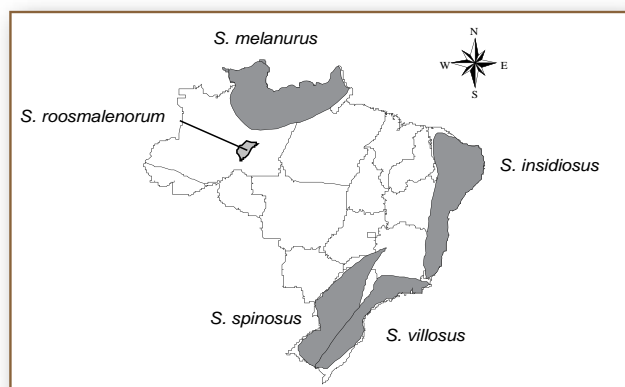 S. melanurus
N
W E
S
S. roosmalenorum
S. insidiosus
S. spinosus
S. villosus